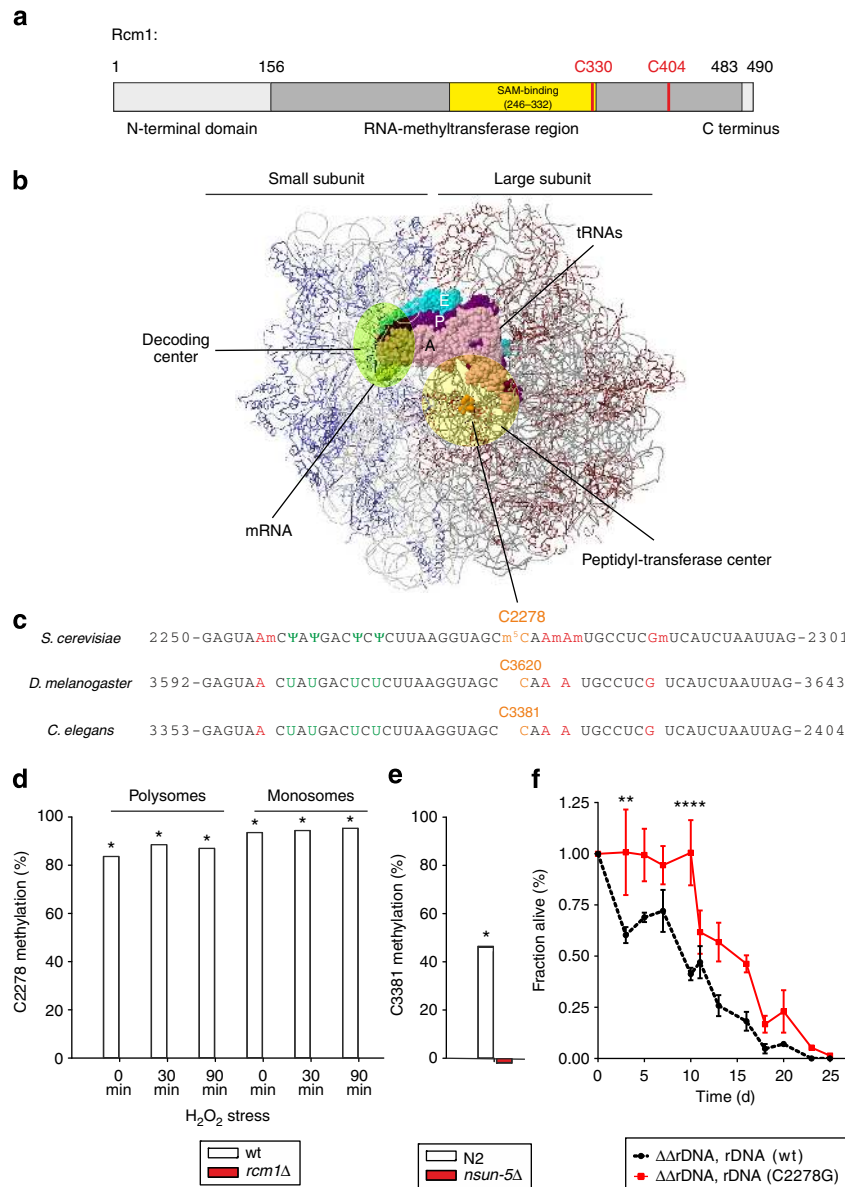 a
Rcm1:
1 156 C330 C404 483 490
SAM-binding
(246–332)
N-terminal domain RNA-methyltransferase region C terminus
b
Small subunit Large subunit
tRNAs
E
P
A
Decoding
center
mRNA
Peptidyl-transferase center
c
C2278
S. cerevisiae 2250-GAGUAAmCΨAΨGACΨCΨCUUAAGGUAGCm⁵CAAmAmUGCCUCGmUCAUCUAAUUAG-2301
C3620
D. melanogaster 3592-GAGUAA CUAUGACUCUCUUAAGGUAGC CAA A UGCCUCG UCAUCUAAUUAG-3643
C3381
C. elegans 3353-GAGUAA CUAUGACUCUCUUAAGGUAGC CAA A UGCCUCG UCAUCUAAUUAG-2404
d
Polysomes Monosomes
C2278 methylation (%)
100
80
60
40
20
0
* * * * * *
0 min 30 min 90 min 0 min 30 min 90 min
H₂O₂ stress
wt
rcm1Δ
e
C3381 methylation (%)
100
80
60
40
20
0
*
N2
nsun-5Δ
f
Fraction alive (%)
1.25
1.00
0.75
0.50
0.25
0.00
** ****
0 5 10 15 20 25
Time (d)
ΔΔrDNA, rDNA (wt)
ΔΔrDNA, rDNA (C2278G)